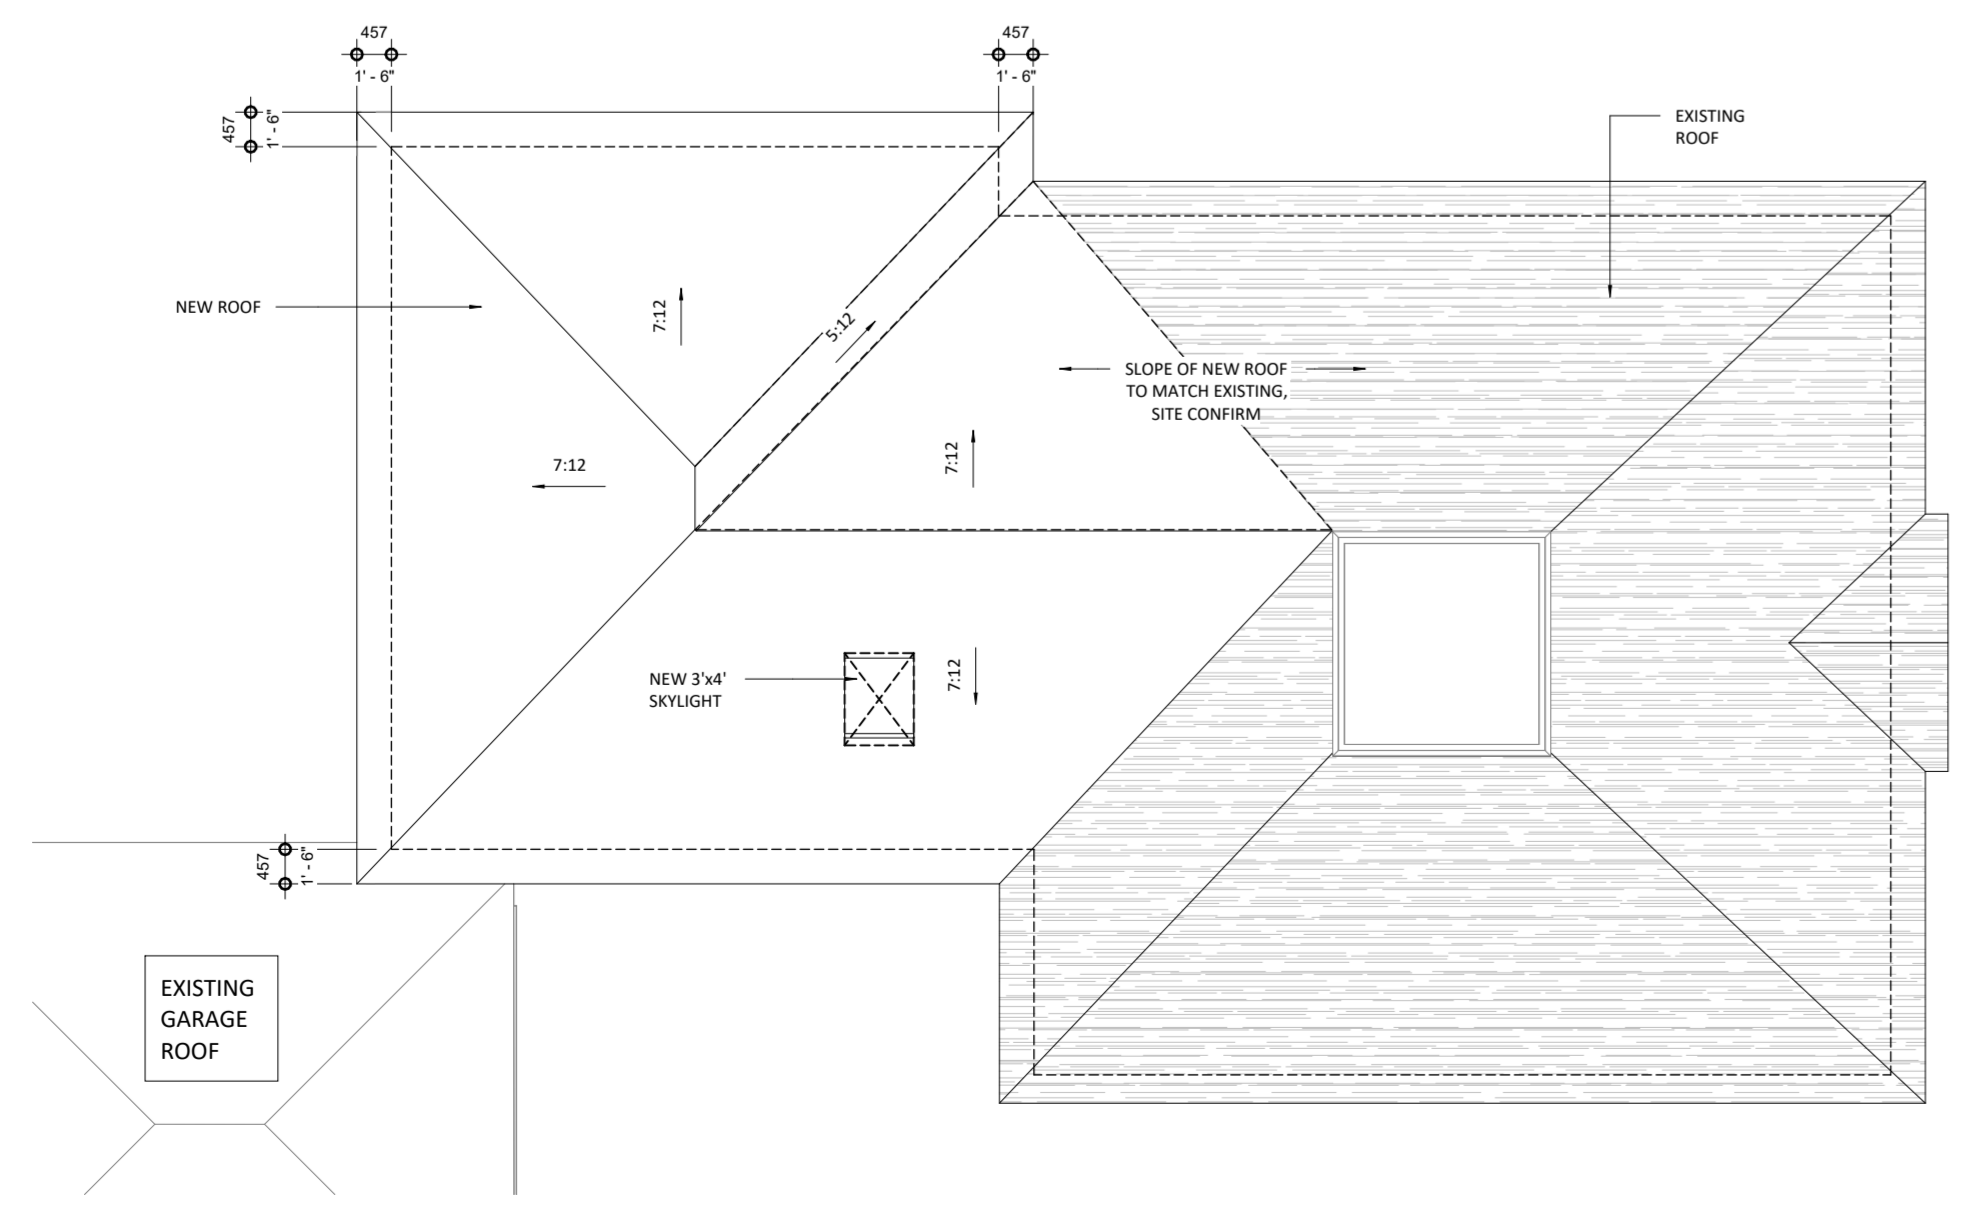 457
1' - 6"
457
1' - 6"
457
1' - 6"
EXISTING
ROOF
NEW ROOF
7:12
5:12
SLOPE OF NEW ROOF
TO MATCH EXISTING,
SITE CONFIRM
7:12
7:12
NEW 3'x4'
SKYLIGHT
7:12
457
1' - 6"
EXISTING
GARAGE
ROOF